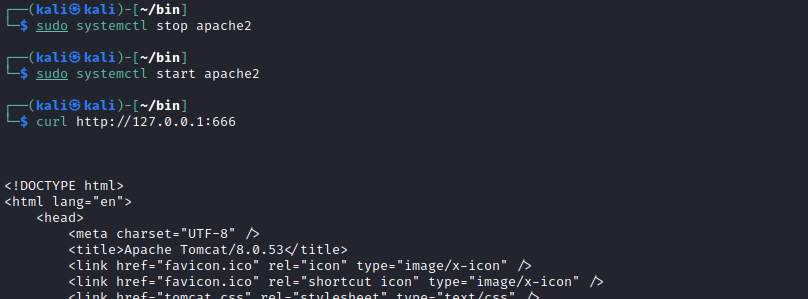 ┌──(kali㉿kali)-[~/bin]
└─$ sudo systemctl stop apache2
┌──(kali㉿kali)-[~/bin]
└─$ sudo systemctl start apache2
┌──(kali㉿kali)-[~/bin]
└─$ curl http://127.0.0.1:666
<!DOCTYPE html>
<html lang="en">
    <head>
        <meta charset="UTF-8" />
        <title>Apache Tomcat/8.0.53</title>
        <link href="favicon.ico" rel="icon" type="image/x-icon" />
        <link href="favicon.ico" rel="shortcut icon" type="image/x-icon" />
        <link href="tomcat.css" rel="stylesheet" type="text/css" />